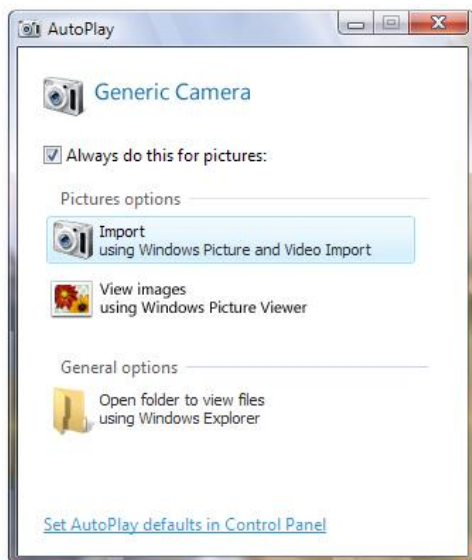 AutoPlay
Generic Camera
Always do this for pictures:
Pictures options
Import
using Windows Picture and Video Import
View images
using Windows Picture Viewer
General options
Open folder to view files
using Windows Explorer
Set AutoPlay defaults in Control Panel